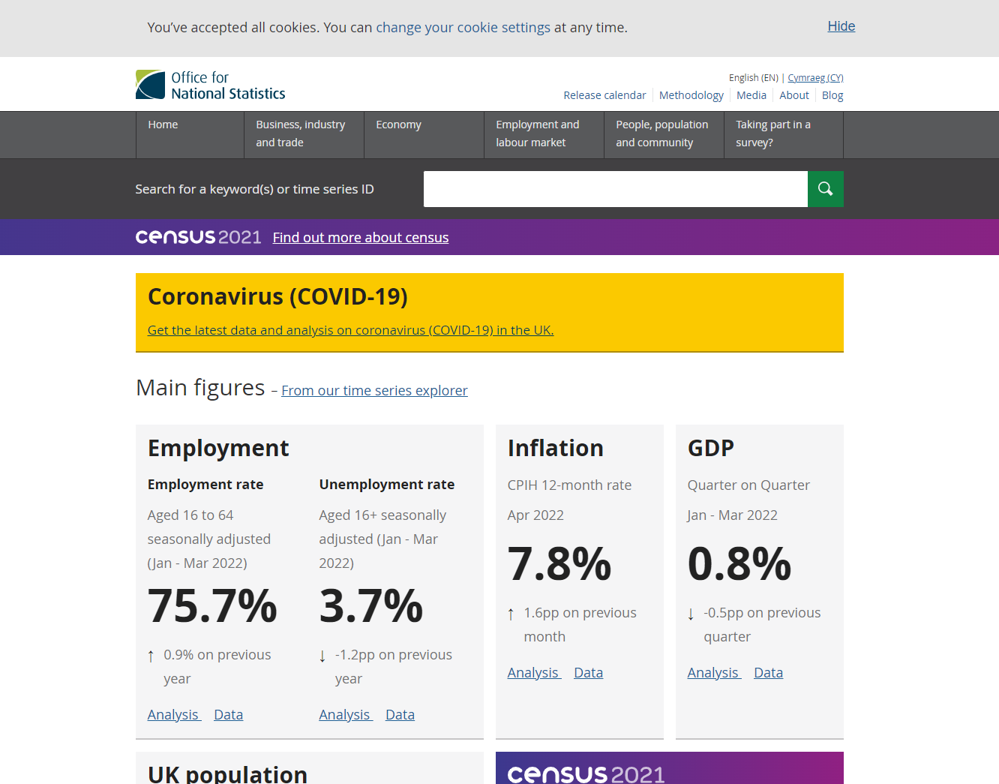 You've accepted all cookies. You can change your cookie settings at any time.
Hide
Office for
National Statistics
English (EN) | Cymraeg (CY)
Release calendar
Methodology
Media
About
Blog
Home
Business, industry
and trade
Economy
Employment and
labour market
People, population
and community
Taking part in a
survey?
Search for a keyword(s) or time series ID
census 2021
Find out more about census
Coronavirus (COVID-19)
Get the latest data and analysis on coronavirus (COVID-19) in the UK.
Main figures – From our time series explorer
Employment
Employment rate
Aged 16 to 64
seasonally adjusted
(Jan - Mar 2022)
75.7%
↑ 0.9% on previous
year
Analysis Data
Unemployment rate
Aged 16+ seasonally
adjusted (Jan - Mar
2022)
3.7%
↓ -1.2pp on previous
year
Analysis Data
Inflation
CPIH 12-month rate
Apr 2022
7.8%
↑ 1.6pp on previous
month
Analysis Data
GDP
Quarter on Quarter
Jan - Mar 2022
0.8%
↓ -0.5pp on previous
quarter
Analysis Data
UK population
census 2021